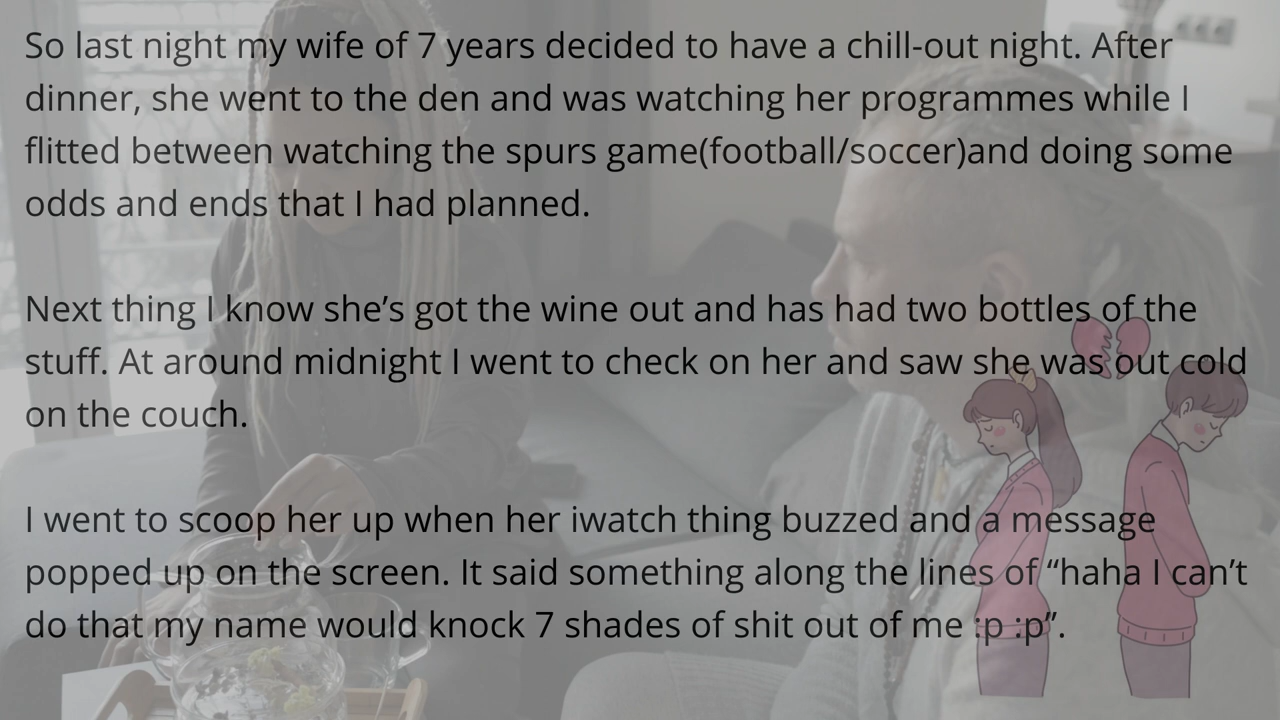 So last night my wife of 7 years decided to have a chill-out night. After
dinner, she went to the den and was watching her programmes while I
flitted between watching the spurs game(football/soccer)and doing some
odds and ends that I had planned.
Next thing I know she’s got the wine out and has had two bottles of the
stuff. At around midnight I went to check on her and saw she was out cold
on the couch.
I went to scoop her up when her iwatch thing buzzed and a message
popped up on the screen. It said something along the lines of “haha I can’t
do that my name would knock 7 shades of shit out of me :p :p”.